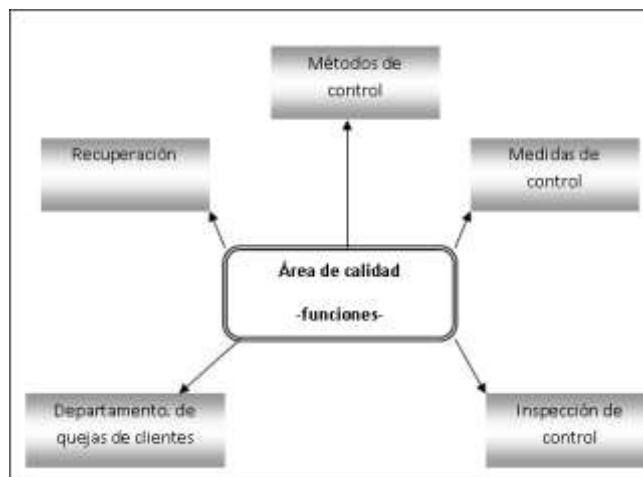 Métodos de
control
Recuperación
Medidas de
control
Área de calidad
-funciones-
Departamento. de
quejas de clientes
Inspección de
control